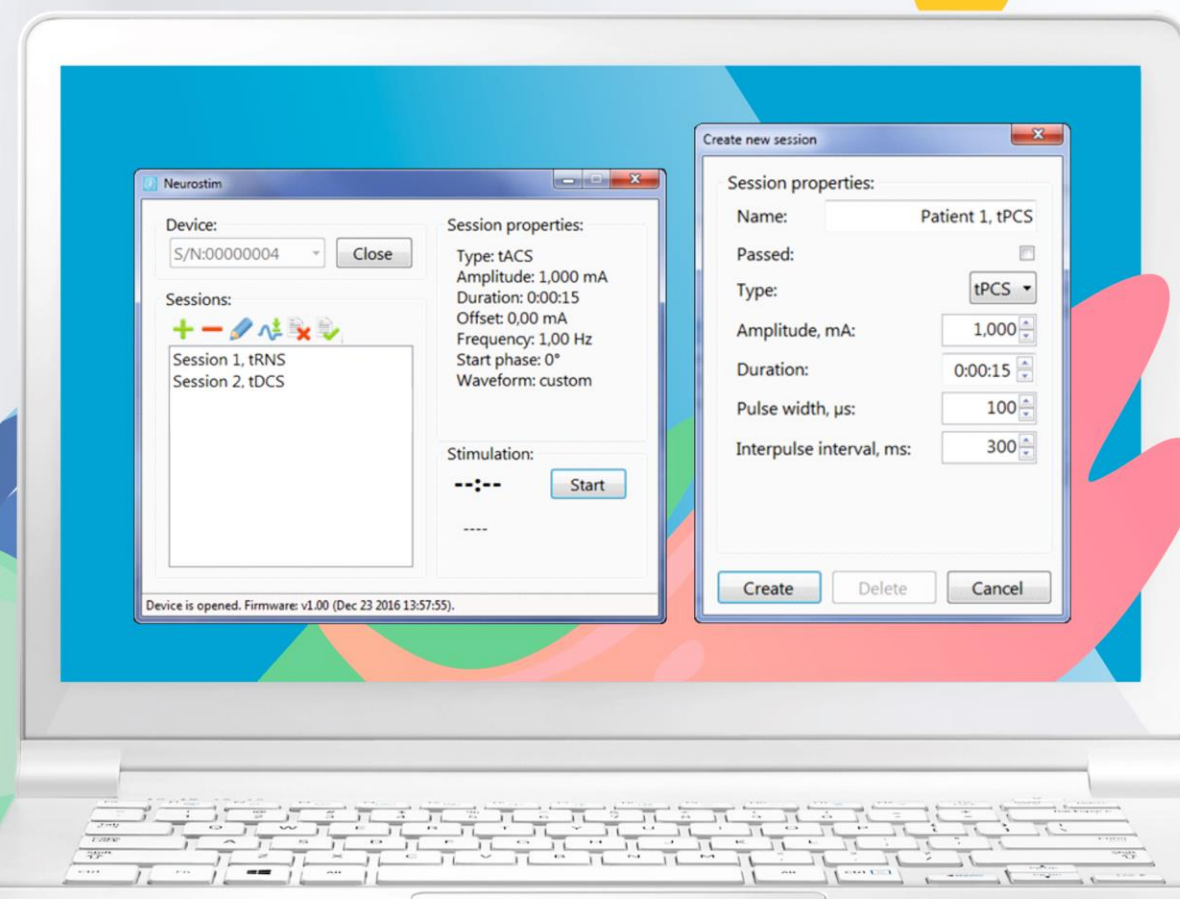 Neurostim
Device:
S/N:00000004
Close
Sessions:
Session 1, tRNS
Session 2, tDCS
Session properties:
Type: tACS
Amplitude: 1,000 mA
Duration: 0:00:15
Offset: 0,00 mA
Frequency: 1,00 Hz
Start phase: 0°
Waveform: custom
Stimulation:
--:--
Start
----
Device is opened. Firmware: v1.00 (Dec 23 2016 13:57:55).
Create new session
Session properties:
Name: Patient 1, tPCS
Passed:
Type: tPCS
Amplitude, mA: 1,000
Duration: 0:00:15
Pulse width, µs: 100
Interpulse interval, ms: 300
Create Delete Cancel